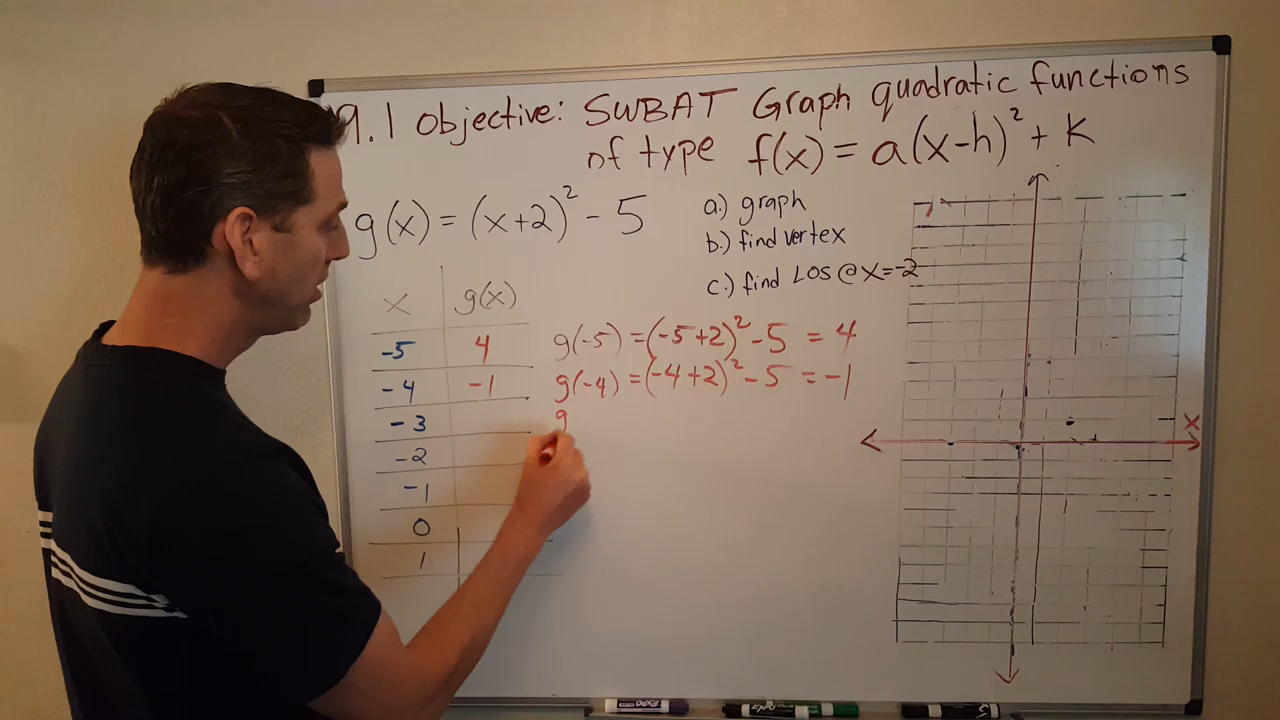 9.1 Objective: SWBAT Graph quadratic functions
of type f(x) = a(x-h)² + K
g(x) = (x+2)² - 5
a.) graph
b.) find vertex
c.) find LOS @ x=-2
x g(x)
-5 4
-4 -1
-3
-2
-1
0
1
g(-5) = (-5+2)² - 5 = 4
g(-4) = (-4+2)² - 5 = -1
g
x
EXPO